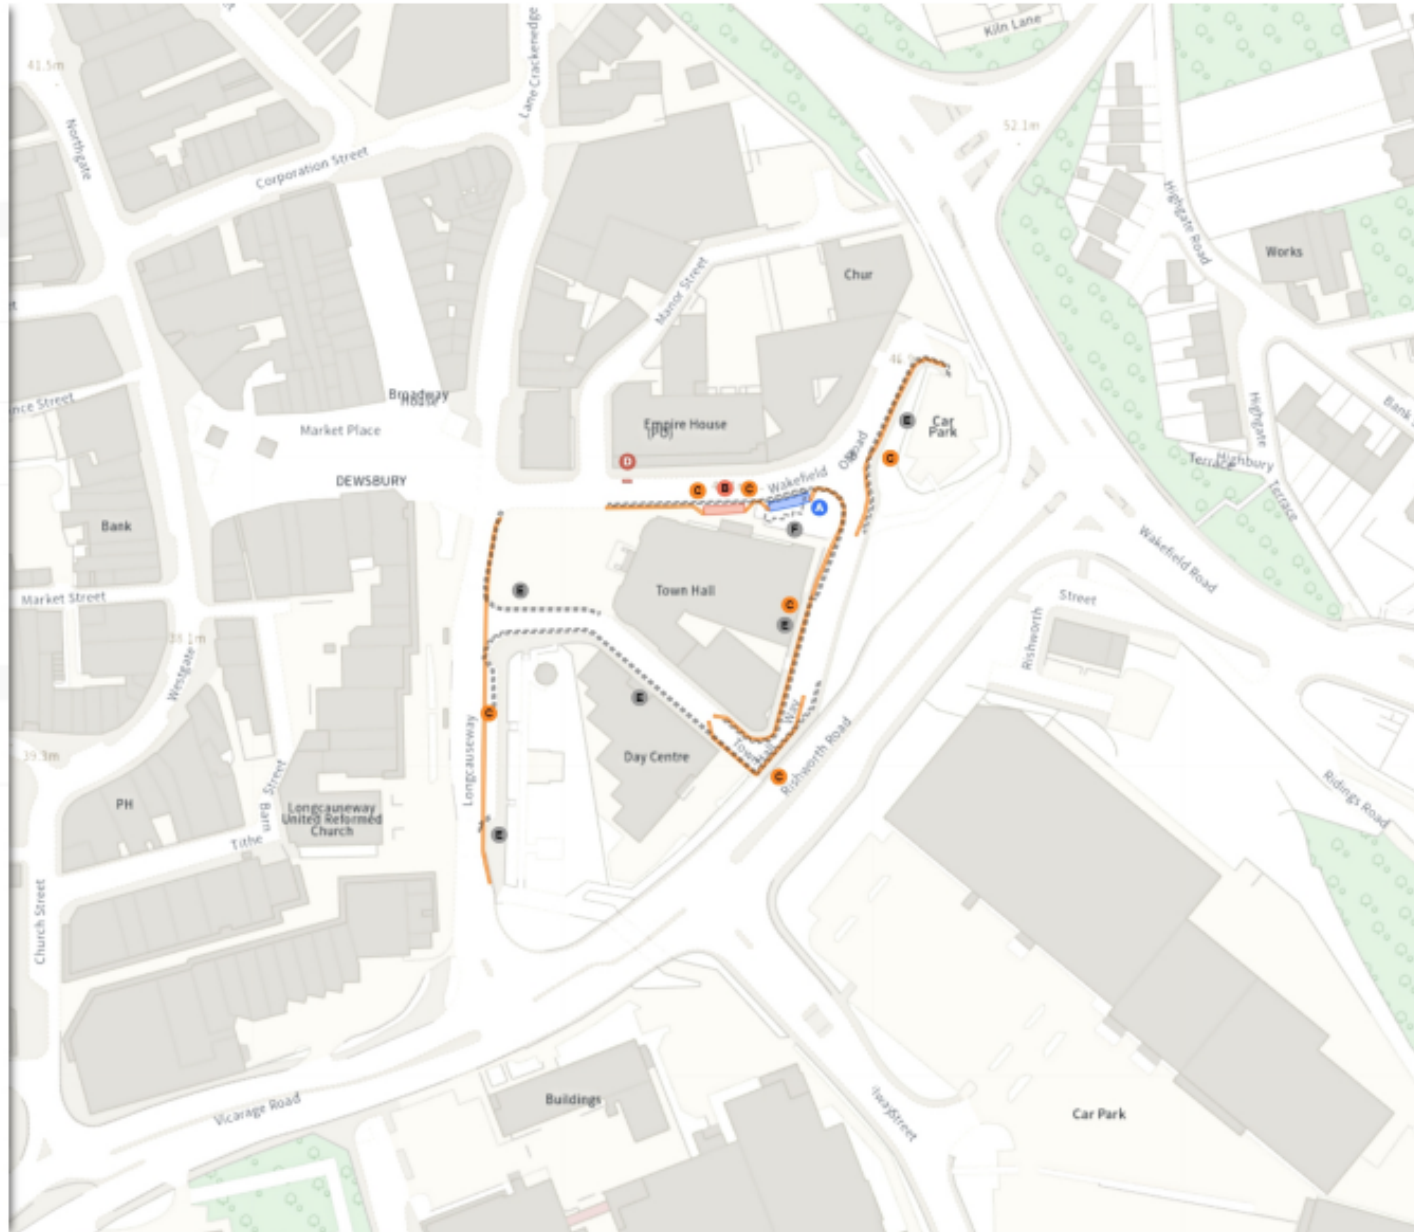 Kiln Lane
41.5m
Lane Crackenedge
52.1m
Northgate
Corporation Street
Highgate Road
Works
Chur
Manor Street
Broadway
House
Market Place
Empire House
(PO)
Car
Park
Highgate
Bank
D
E
C
DEWSBURY
Wakefield
Old
Road
Highbury
Terrace
Terrace
C
B
C
A
F
Bank
Wakefield Road
Market Street
E
Town Hall
C
E
Street
Rishworth
38.1m
Westgate
E
C
Way
Town
Hall
Longcauseway
Day Centre
Rishworth Road
C
39.3m
PH
Street
Barn
Tithe
Longcauseway
United Reformed
Church
E
Ridings Road
Church Street
Vicarage Road
Buildings
Street
Car Park